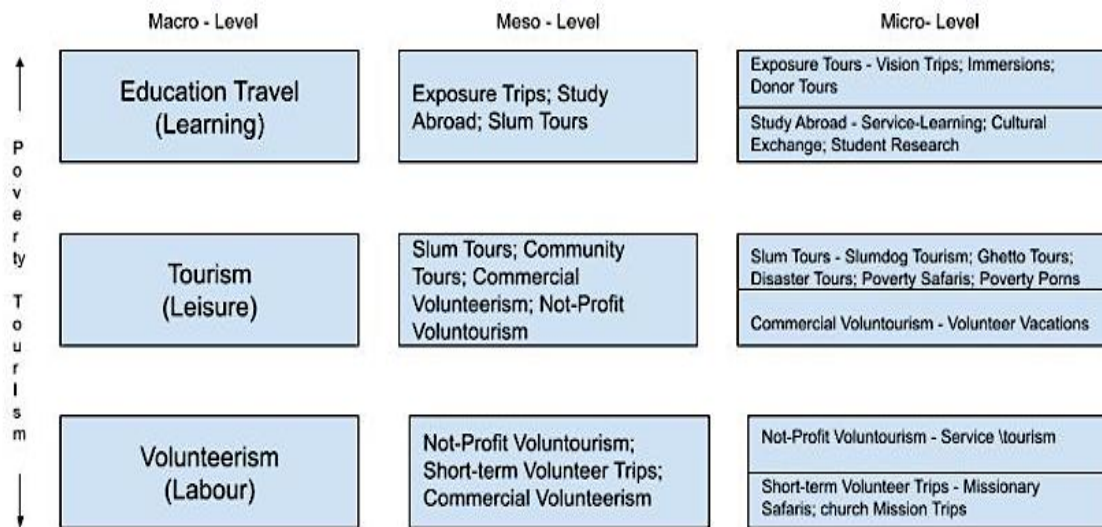 Macro - Level
Meso - Level
Micro- Level
Poverty Tourism
Education Travel
(Learning)
Exposure Trips; Study
Abroad; Slum Tours
Exposure Tours - Vision Trips; Immersions;
Donor Tours
Study Abroad - Service-Learning; Cultural
Exchange; Student Research
Tourism
(Leisure)
Slum Tours; Community
Tours; Commercial
Volunteerism; Not-Profit
Voluntourism
Slum Tours - Slumdog Tourism; Ghetto Tours;
Disaster Tours; Poverty Safaris; Poverty Porns
Commercial Voluntourism - Volunteer Vacations
Volunteerism
(Labour)
Not-Profit Voluntourism;
Short-term Volunteer Trips;
Commercial Volunteerism
Not-Profit Voluntourism - Service \tourism
Short-term Volunteer Trips - Missionary
Safaris; church Mission Trips